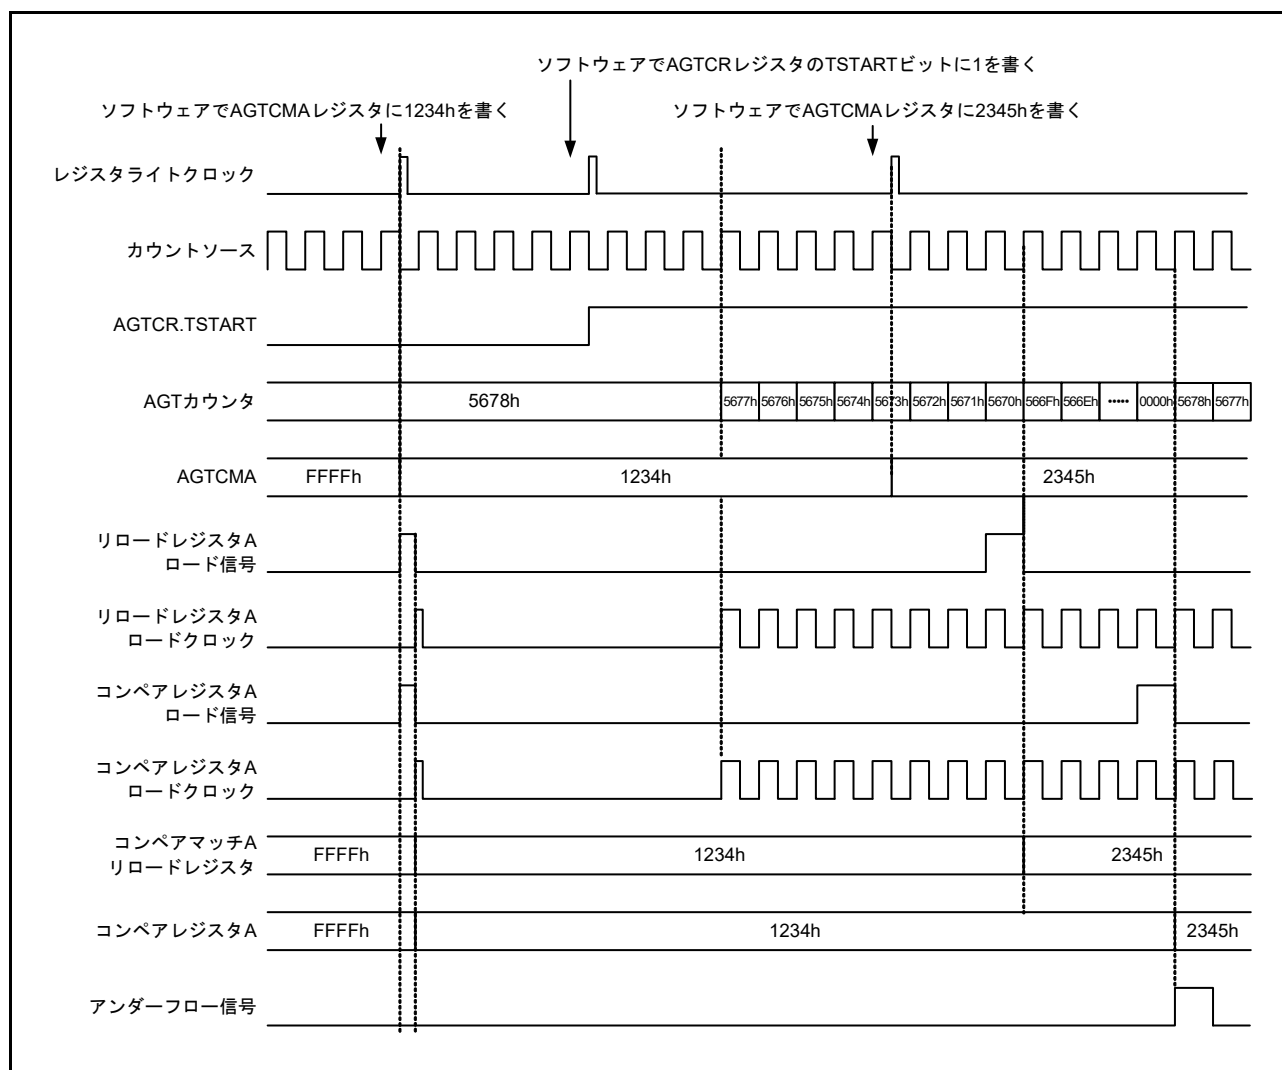 ソフトウェアでAGTCRレジスタのTSTARTビットに1を書く
ソフトウェアでAGTCMAレジスタに1234hを書く
ソフトウェアでAGTCMAレジスタに2345hを書く
レジスタライトクロック
カウントソース
AGTCR.TSTART
AGTカウンタ
5678h
5677h 5676h 5675h 5674h 5673h 5672h 5671h 5670h 566Fh 566Eh ••••• 0000h 5678h 5677h
AGTCMA
FFFFh
1234h
2345h
リロードレジスタA
ロード信号
リロードレジスタA
ロードクロック
コンペアレジスタA
ロード信号
コンペアレジスタA
ロードクロック
コンペアマッチA
リロードレジスタ
FFFFh
1234h
2345h
コンペアレジスタA
FFFFh
1234h
2345h
アンダーフロー信号